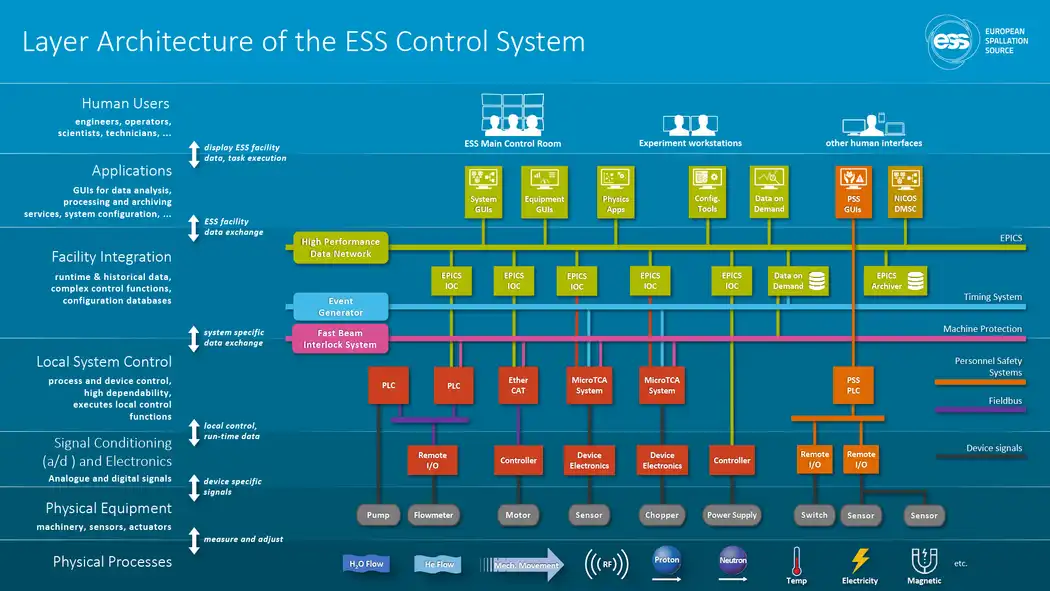 Layer Architecture of the ESS Control System
ess
EUROPEAN
SPALLATION
SOURCE
Human Users
engineers, operators,
scientists, technicians, ...
display ESS facility
data, task execution
ESS Main Control Room
Experiment workstations
other human interfaces
Applications
GUIs for data analysis,
processing and archiving
services, system configuration, ...
ESS facility
data exchange
System
GUIs
Equipment
GUIs
Physics
Apps
Config.
Tools
Data on
Demand
PSS
GUIs
NICOS
DMSC
Facility Integration
runtime & historical data,
complex control functions,
configuration databases
system specific
data exchange
High Performance
Data Network
EPICS
EPICS
IOC
EPICS
IOC
EPICS
IOC
EPICS
IOC
EPICS
IOC
Data on
Demand
EPICS
Archiver
Event
Generator
Timing System
Fast Beam
Interlock System
Machine Protection
Local System Control
process and device control,
high dependability,
executes local control
functions
local control,
run-time data
PLC
PLC
Ether
CAT
MicroTCA
System
MicroTCA
System
PSS
PLC
Personnel Safety
Systems
Fieldbus
Signal Conditioning
(a/d ) and Electronics
Analogue and digital signals
device specific
signals
Remote
I/O
Controller
Device
Electronics
Device
Electronics
Controller
Remote
I/O
Remote
I/O
Device signals
Physical Equipment
machinery, sensors, actuators
measure and adjust
Pump
Flowmeter
Motor
Sensor
Chopper
Power Supply
Switch
Sensor
Sensor
Physical Processes
H₂O Flow
He Flow
Mech. Movement
RF
Proton
Neutron
Temp
Electricity
Magnetic
etc.